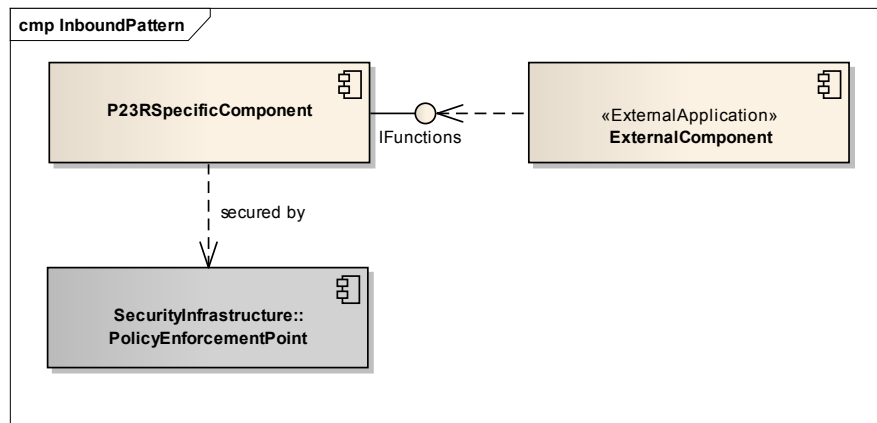 cmp InboundPattern
P23RSpecificComponent
IFunctions
«ExternalApplication»
ExternalComponent
secured by
SecurityInfrastructure::
PolicyEnforcementPoint